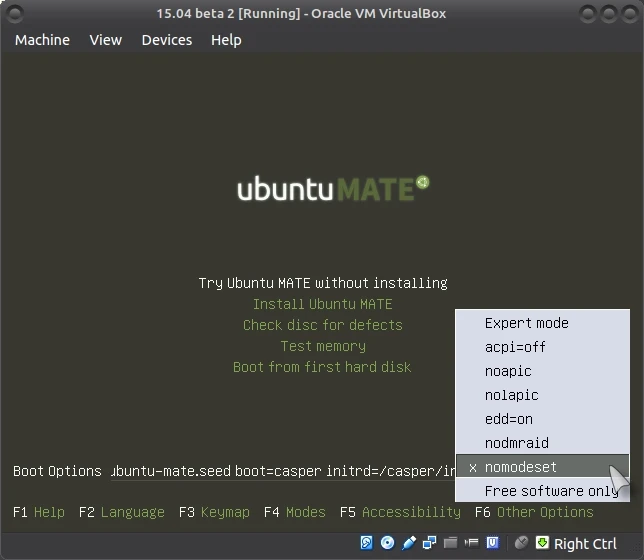 15.04 beta 2 [Running] - Oracle VM VirtualBox
Machine View Devices Help
ubuntu MATE
Try Ubuntu MATE without installing
Install Ubuntu MATE
Check disc for defects
Test memory
Boot from first hard disk
Expert mode
acpi=off
noapic
nolapic
edd=on
nodmraid
x nomodeset
Free software only
Boot Options ubuntu-mate.seed boot=casper initrd=/casper/in
F1 Help F2 Language F3 Keymap F4 Modes F5 Accessibility F6 Other Options
Right Ctrl